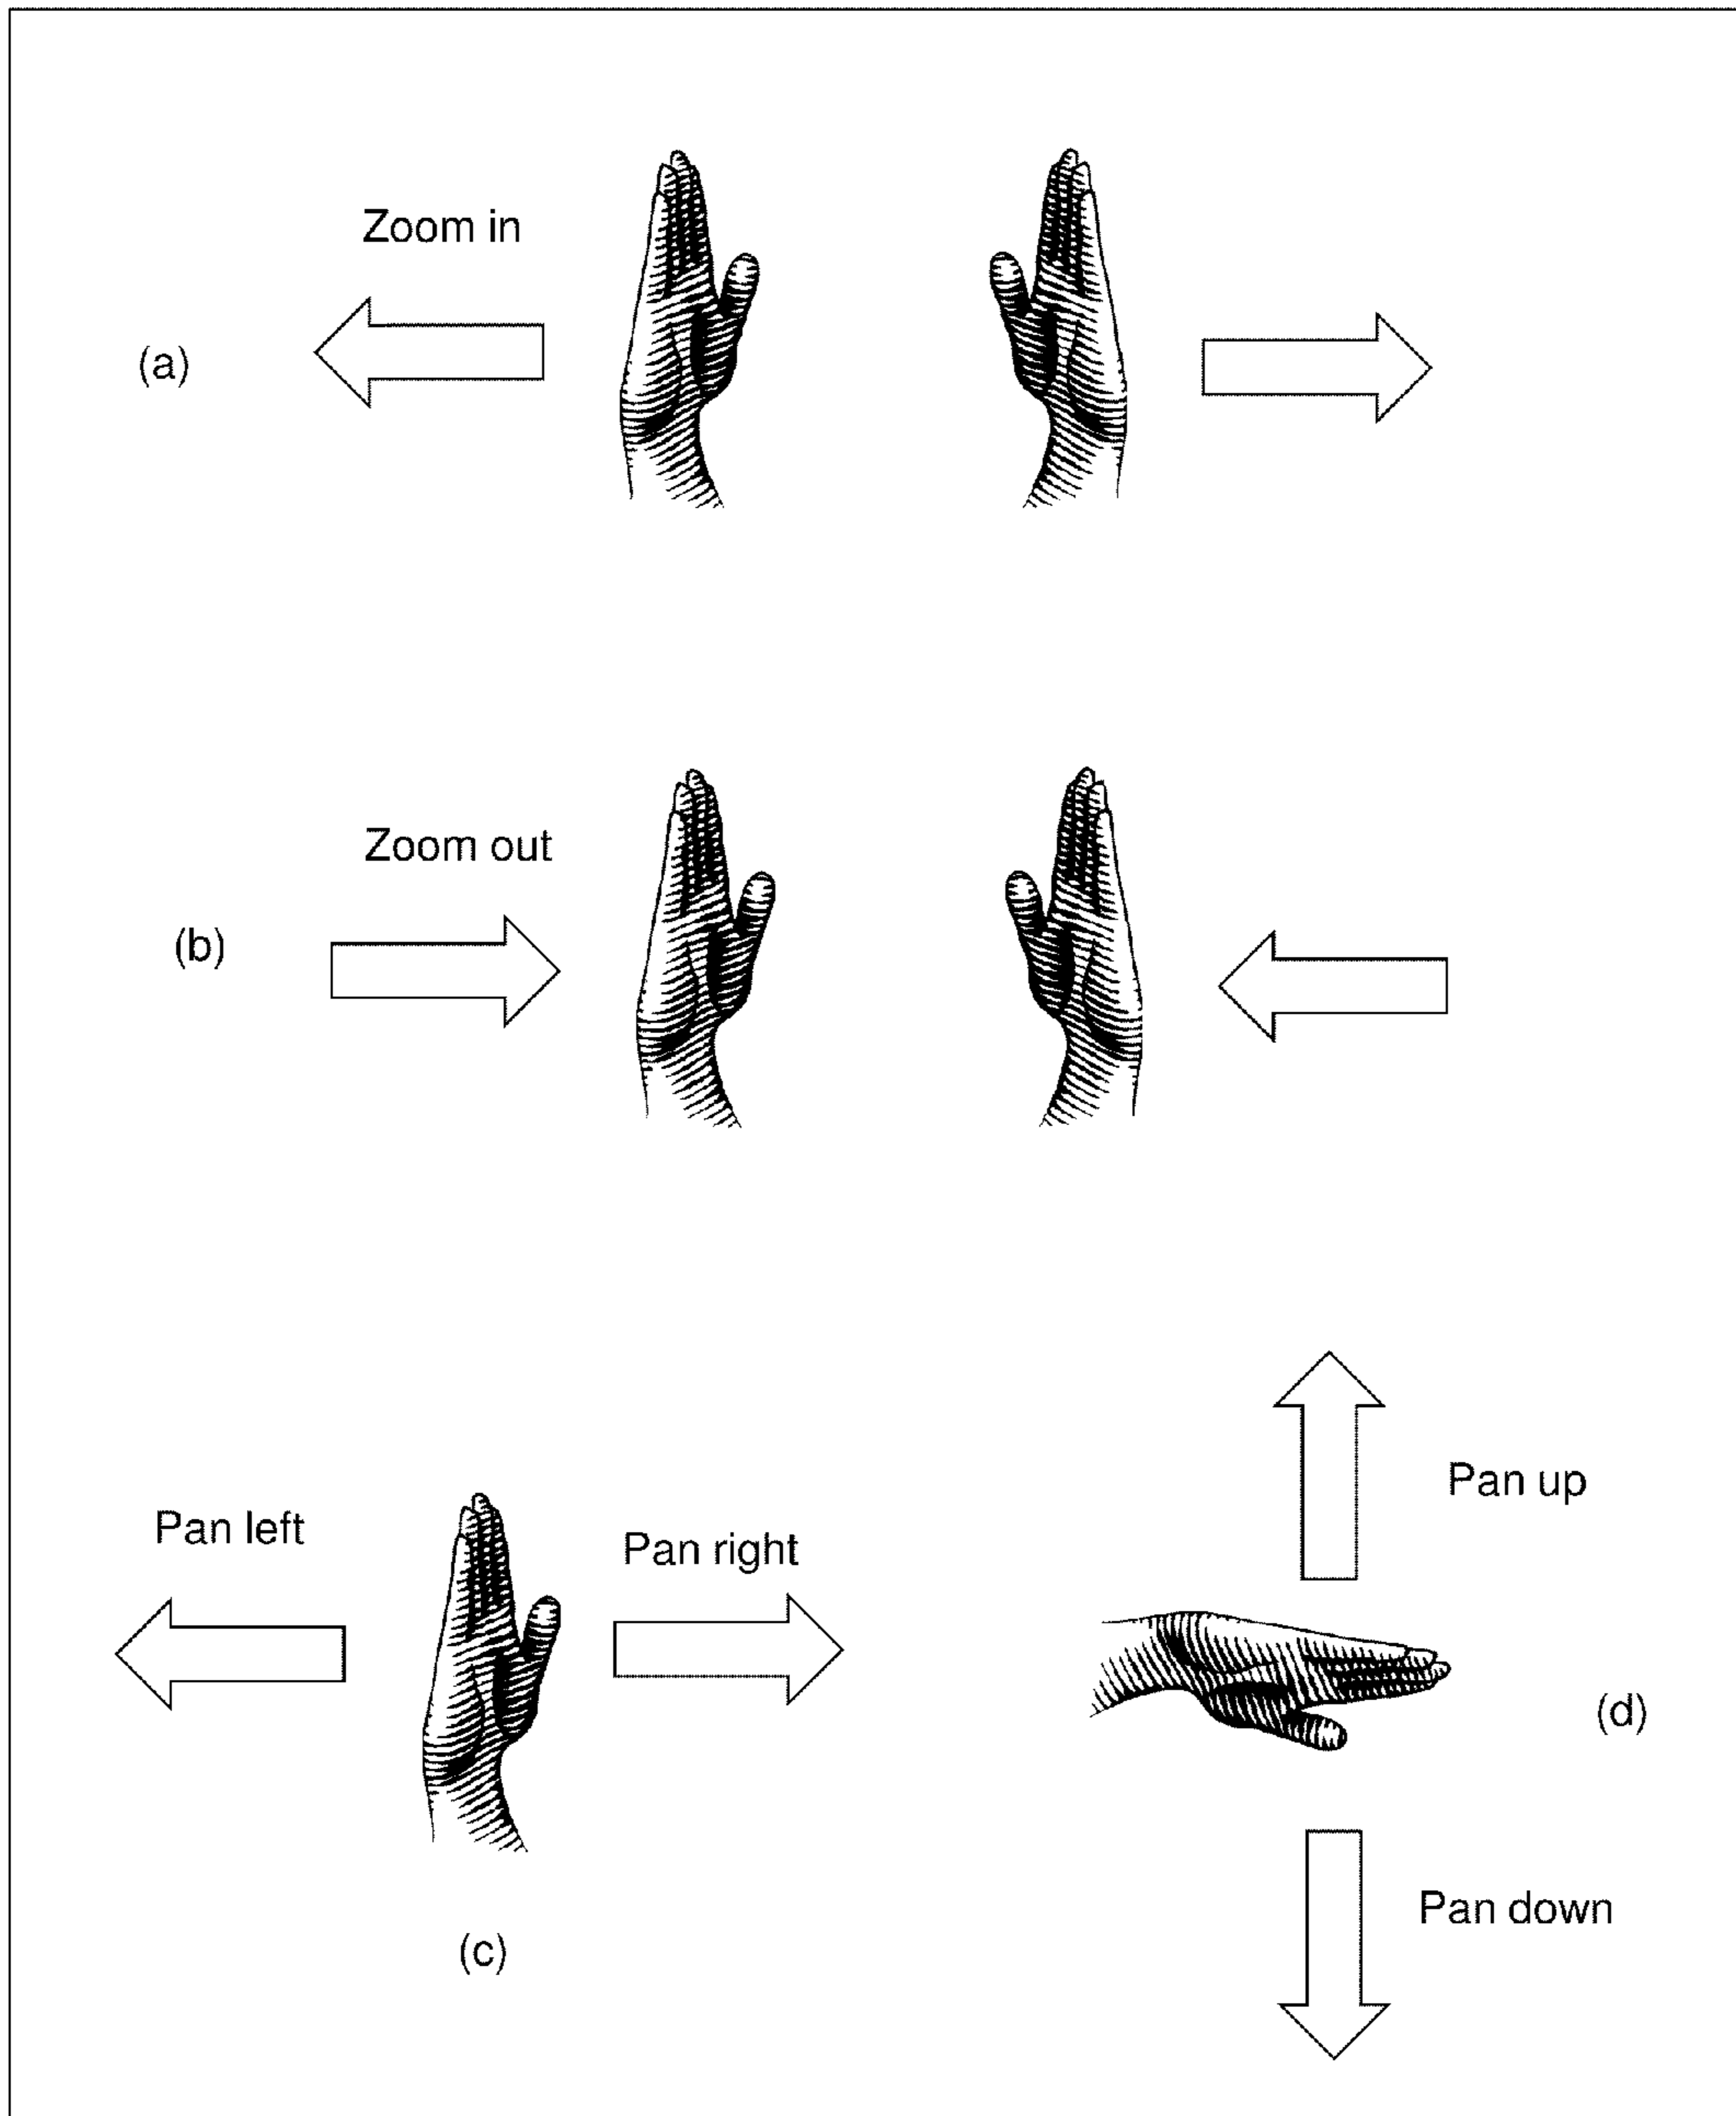 Zoom in
(a)
Zoom out
(b)
Pan left
Pan right
(c)
Pan up
(d)
Pan down